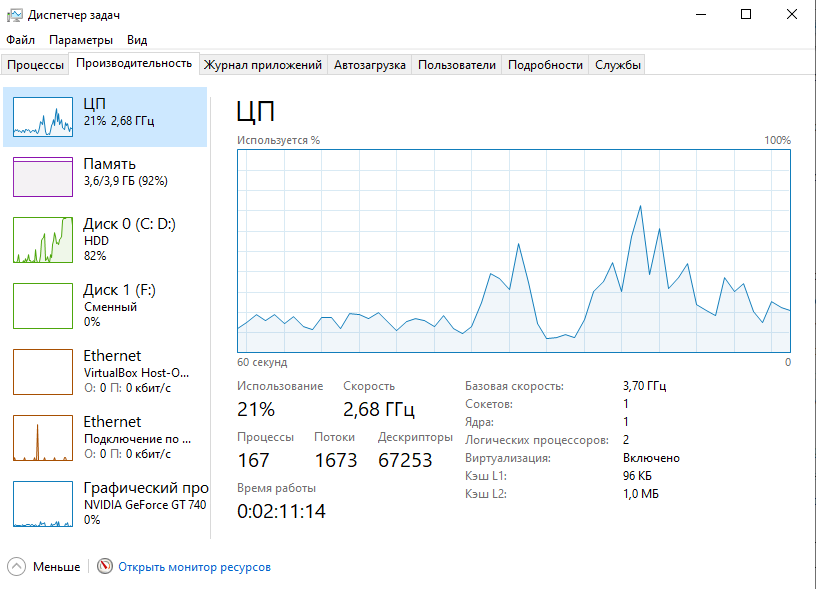 Диспетчер задач
Файл Параметры Вид
Процессы Производительность Журнал приложений Автозагрузка Пользователи Подробности Службы
ЦП
21% 2,68 ГГц
Память
3,6/3,9 ГБ (92%)
Диск 0 (C: D:)
HDD
82%
Диск 1 (F:)
Сменный
0%
Ethernet
VirtualBox Host-O...
О: 0 П: 0 кбит/с
Ethernet
Подключение по ...
О: 0 П: 0 кбит/с
Графический про
NVIDIA GeForce GT 740
0%
ЦП
Используется % 100%
60 секунд 0
Использование Скорость
21% 2,68 ГГц
Процессы Потоки Дескрипторы
167 1673 67253
Время работы
0:02:11:14
Базовая скорость: 3,70 ГГц
Сокетов: 1
Ядра: 1
Логических процессоров: 2
Виртуализация: Включено
Кэш L1: 96 КБ
Кэш L2: 1,0 МБ
Меньше Открыть монитор ресурсов